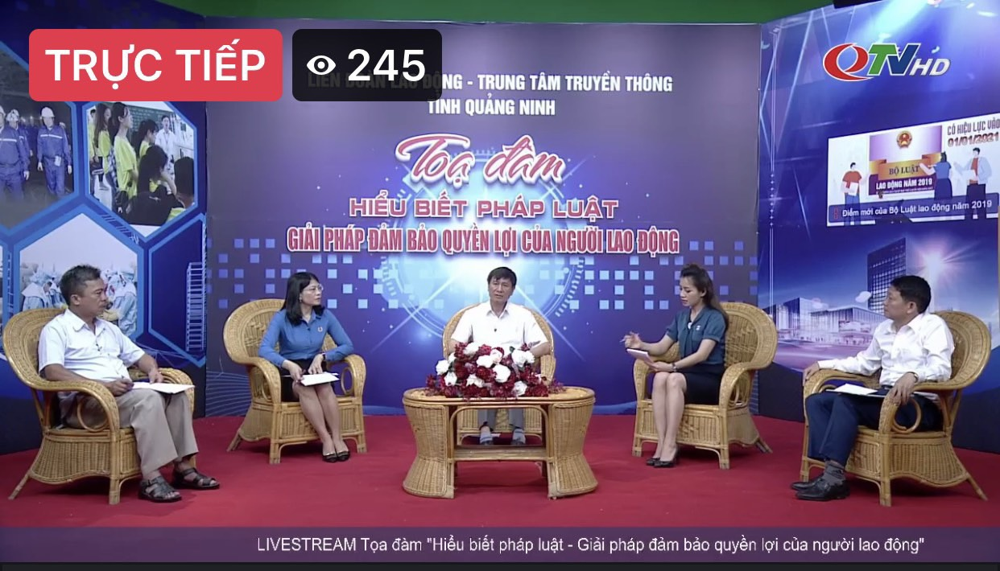 TRỰC TIẾP
245
QTV HD
LIÊN ĐOÀN LAO ĐỘNG - TRUNG TÂM TRUYỀN THÔNG
TỈNH QUẢNG NINH
Toạ đàm
HIỂU BIẾT PHÁP LUẬT
GIẢI PHÁP ĐẢM BẢO QUYỀN LỢI CỦA NGƯỜI LAO ĐỘNG
CÓ HIỆU LỰC VÀO
01/01/2021
BỘ LUẬT
LAO ĐỘNG NĂM 2019
Điểm mới của Bộ Luật lao động năm 2019
LIVESTREAM Tọa đàm "Hiểu biết pháp luật - Giải pháp đảm bảo quyền lợi của người lao động"